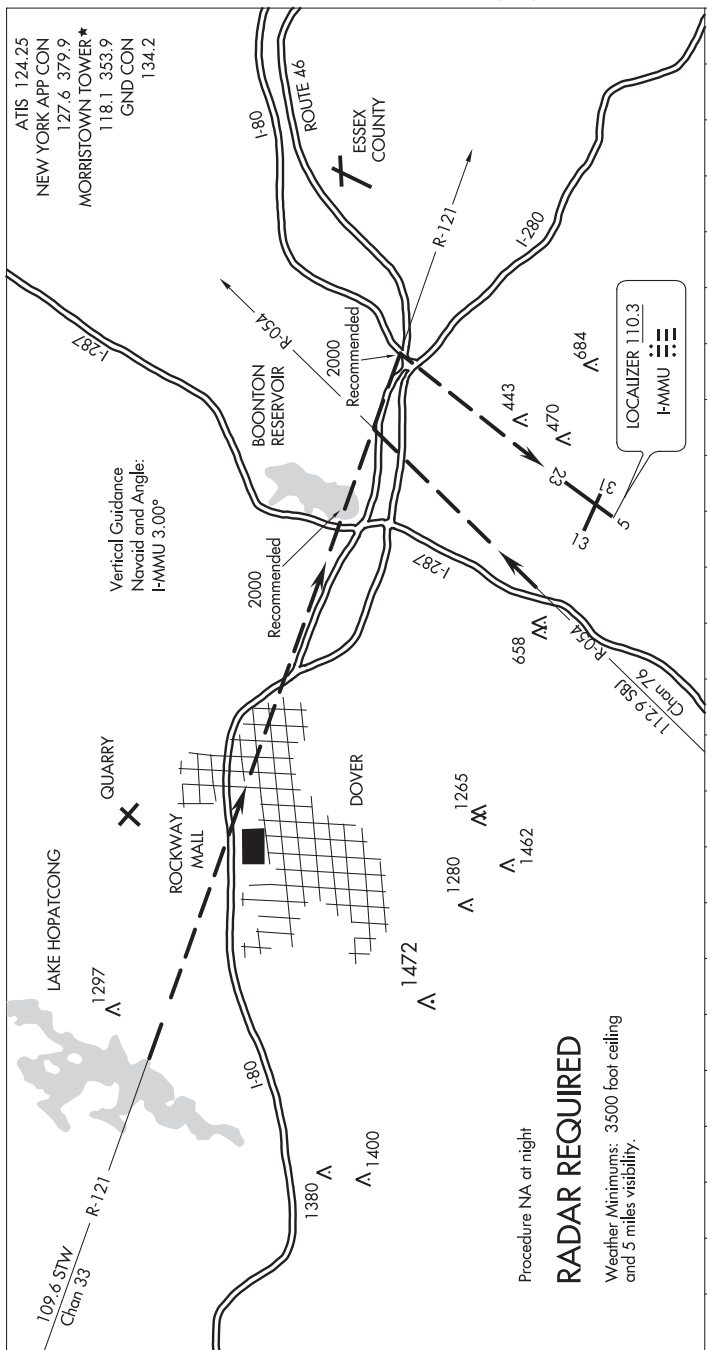 ATIS 124.25
NEW YORK APP CON
127.6 379.9
MORRISTOWN TOWER★
118.1 353.9
GND CON
134.2
Vertical Guidance
Navaid and Angle:
I-MMU 3.00°
I-80
ROUTE 46
ESSEX
COUNTY
I-287
R-054
R-121
I-280
BOONTON
RESERVOIR
2000
Recommended
2000
Recommended
443
470
684
LOCALIZER 110.3
I-MMU
23
31
13
5
I-287
658
R-054
112.9 SBJ
Chan 76
QUARRY
ROCKWAY
MALL
DOVER
LAKE HOPATCONG
1297
1265
1280
1462
1472
I-80
109.6 STW
Chan 33
R-121
1380
1400
Procedure NA at night
RADAR REQUIRED
Weather Minimums: 3500 foot ceiling
and 5 miles visibility.